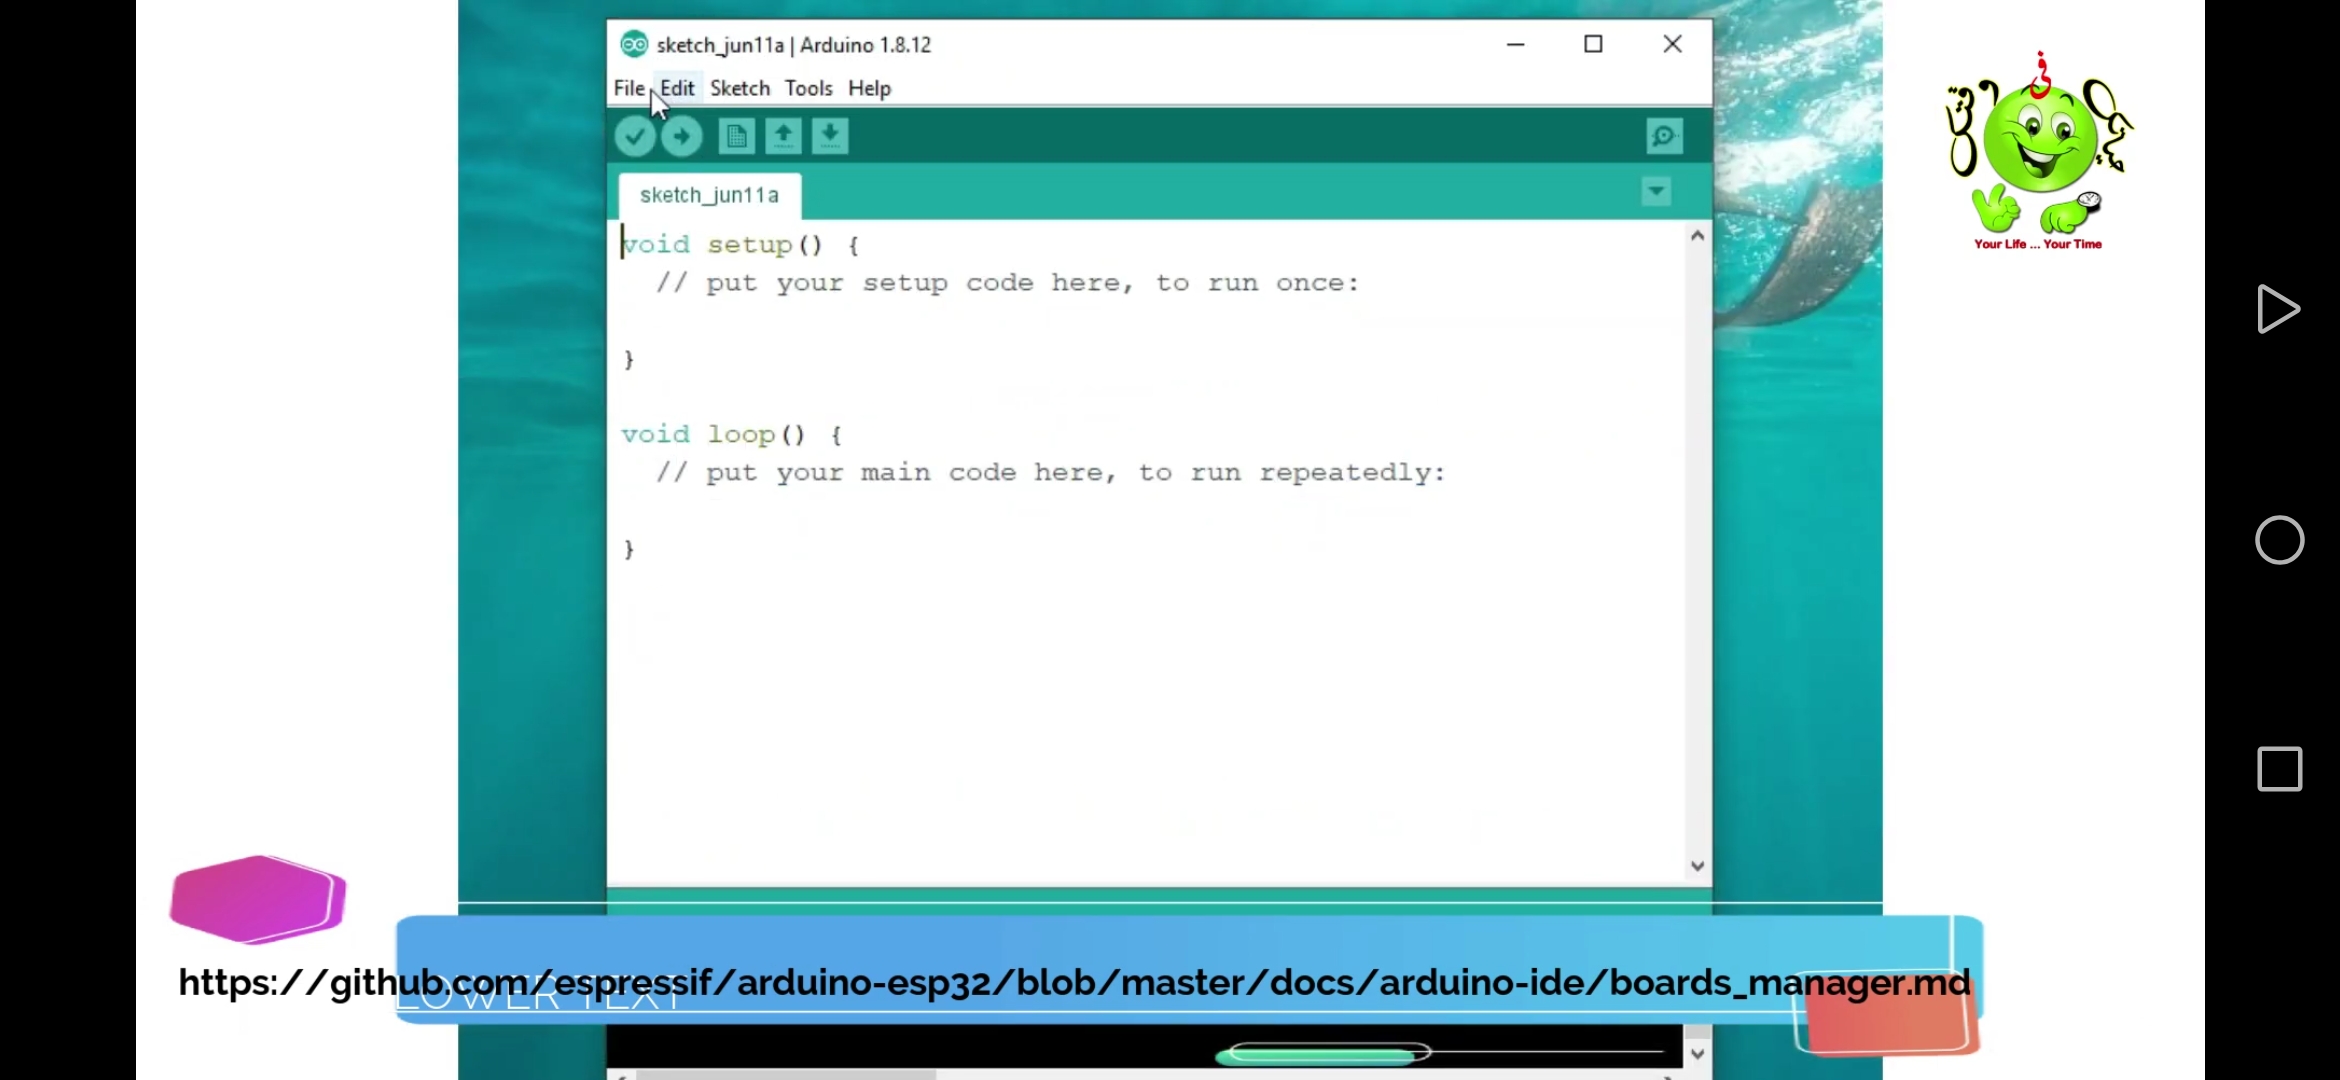 sketch_jun11a | Arduino 1.8.12
File Edit Sketch Tools Help
sketch_jun11a
void setup() {
  // put your setup code here, to run once:
}
void loop() {
  // put your main code here, to run repeatedly:
}
في
Your Life ... Your Time
https://github.com/espressif/arduino-esp32/blob/master/docs/arduino-ide/boards_manager.md
LOWER TEXT